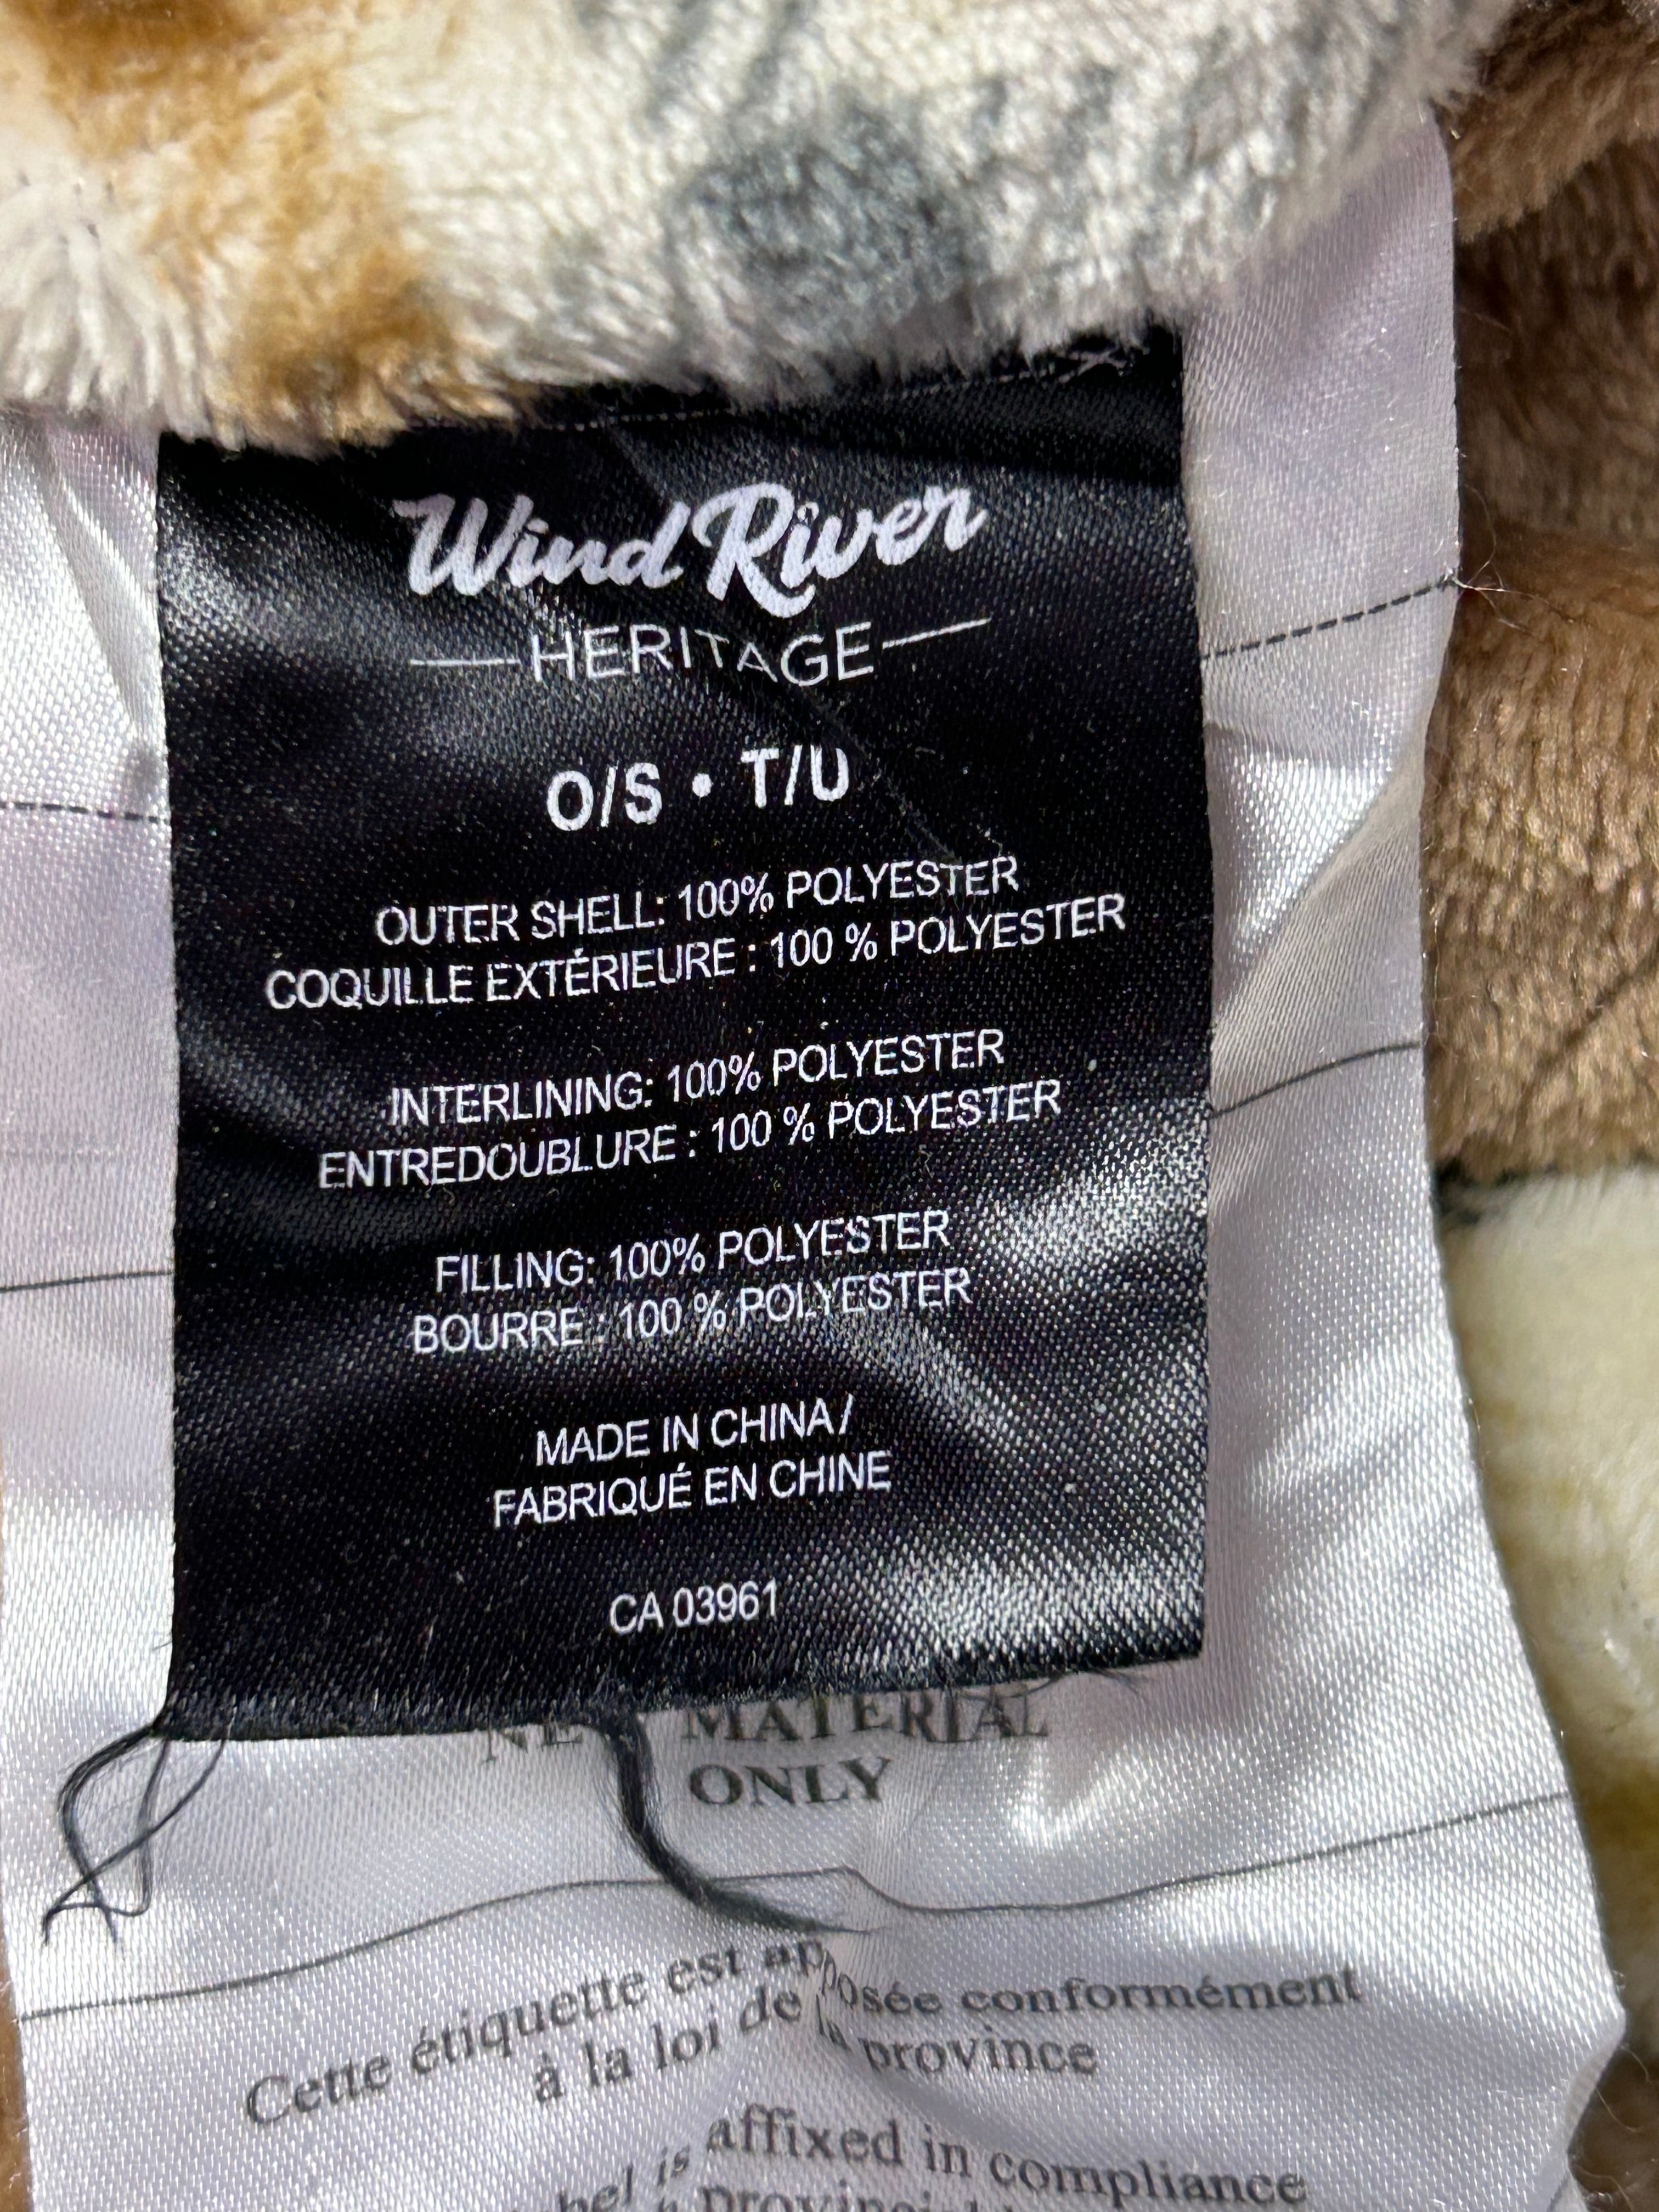 Wind River
HERITAGE
O/S • T/U
OUTER SHELL: 100% POLYESTER
COQUILLE EXTÉRIEURE : 100 % POLYESTER
INTERLINING: 100% POLYESTER
ENTREDOUBLURE : 100 % POLYESTER
FILLING: 100% POLYESTER
BOURRE : 100 % POLYESTER
MADE IN CHINA/
FABRIQUÉ EN CHINE
CA 03961
MATERIAL
ONLY
Cette étiquette est apposée conformément
à la loi de la province
is affixed in compliance